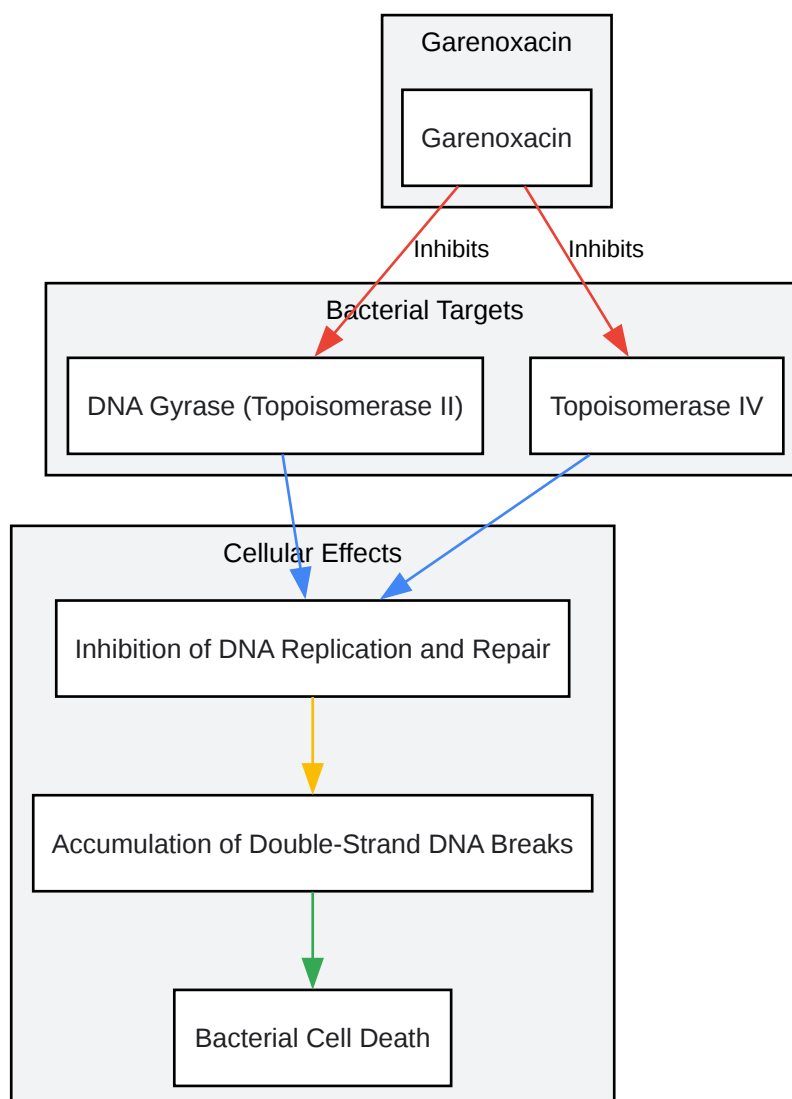 Garenoxacin
Garenoxacin
Inhibits
Inhibits
Bacterial Targets
DNA Gyrase (Topoisomerase II)
Topoisomerase IV
Cellular Effects
Inhibition of DNA Replication and Repair
Accumulation of Double-Strand DNA Breaks
Bacterial Cell Death